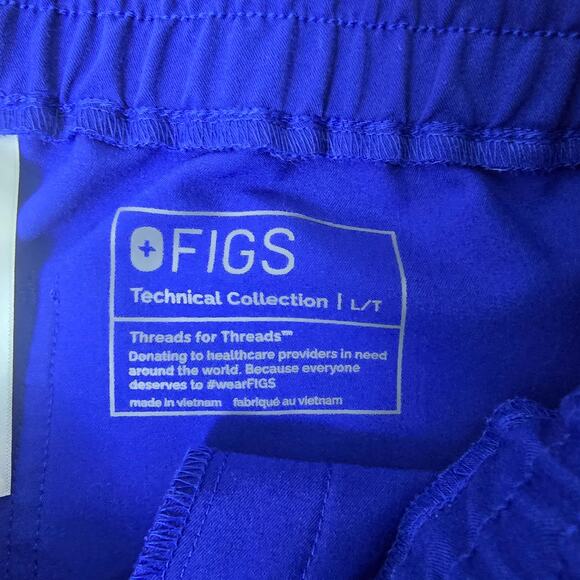 FIGS
Technical Collection | L/T
Threads for Threads™
Donating to healthcare providers in need
around the world. Because everyone
deserves to #wearFIGS
made in vietnam fabriqué au vietnam